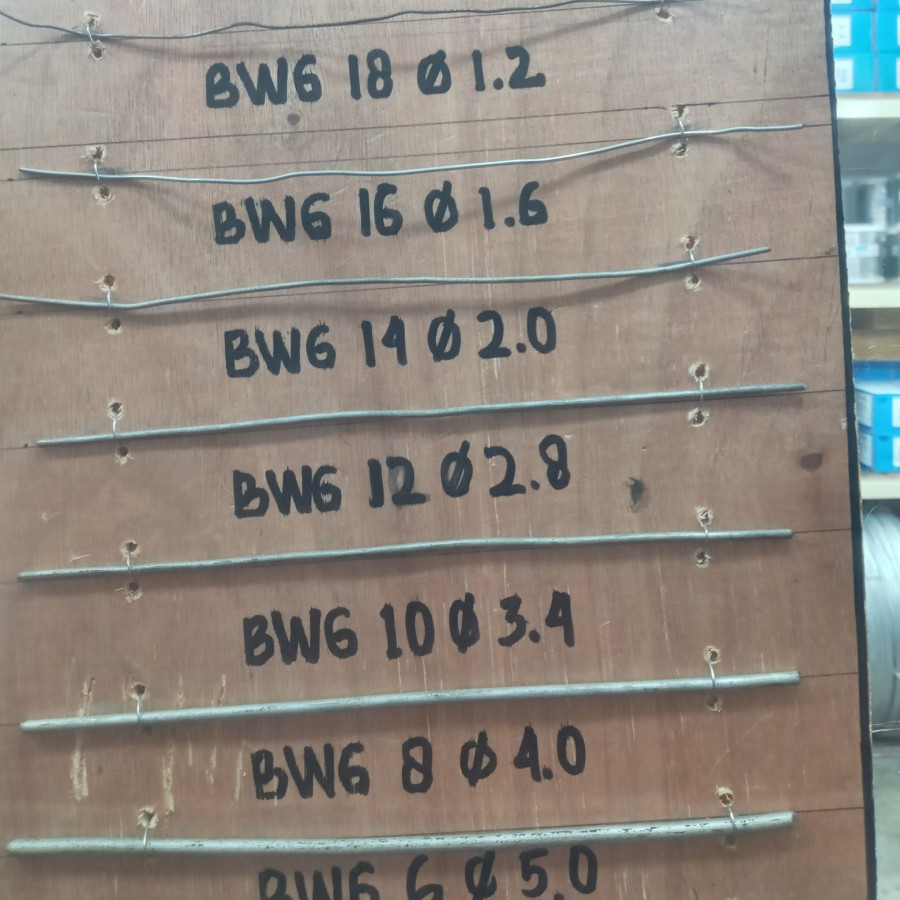 BWG 18 Ø 1.2
BWG 16 Ø 1.6
BWG 14 Ø 2.0
BWG 12 Ø 2.8
BWG 10 Ø 3.4
BWG 8 Ø 4.0
BWG 6 Ø 5.0